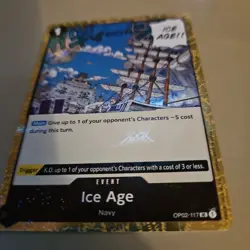 ICE
AGE!!
Main Give up to 1 of your opponent's Characters −5 cost
during this turn.
Trigger K.O. up to 1 of your opponent's Characters with a cost of 3 or less.
EVENT
Ice Age
Navy
OP02-117